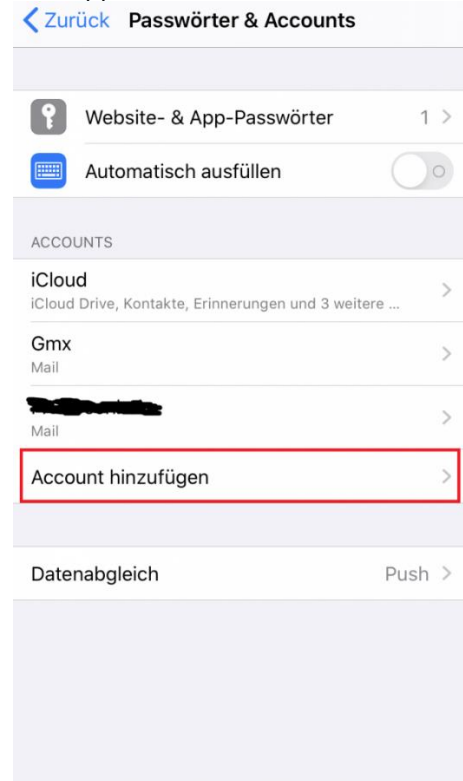 Zurück Passwörter & Accounts
Website- & App-Passwörter 1
Automatisch ausfüllen
ACCOUNTS
iCloud
iCloud Drive, Kontakte, Erinnerungen und 3 weitere ...
Gmx
Mail
Mail
Account hinzufügen
Datenabgleich Push